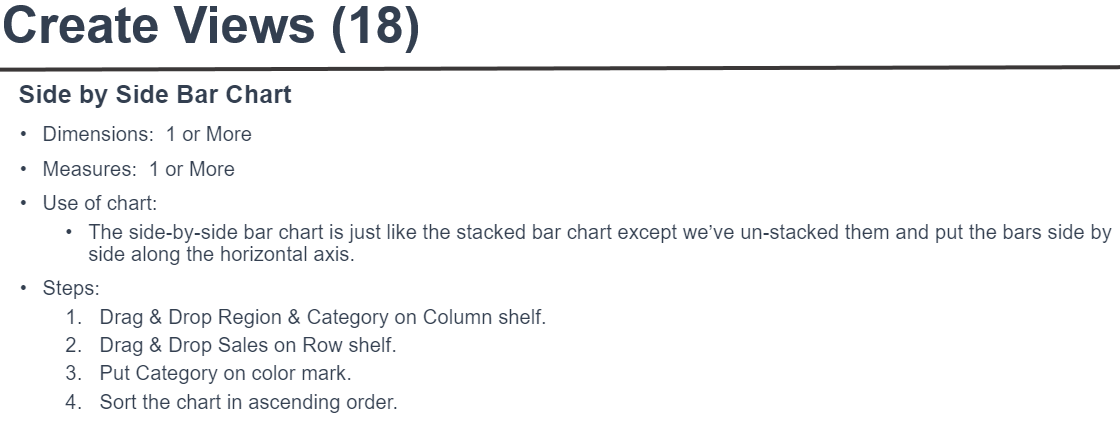 Create Views (18)
Side by Side Bar Chart
• Dimensions:  1 or More
• Measures:  1 or More
• Use of chart:
• The side-by-side bar chart is just like the stacked bar chart except we’ve un-stacked them and put the bars side by
side along the horizontal axis.
• Steps:
1. Drag & Drop Region & Category on Column shelf.
2. Drag & Drop Sales on Row shelf.
3. Put Category on color mark.
4. Sort the chart in ascending order.